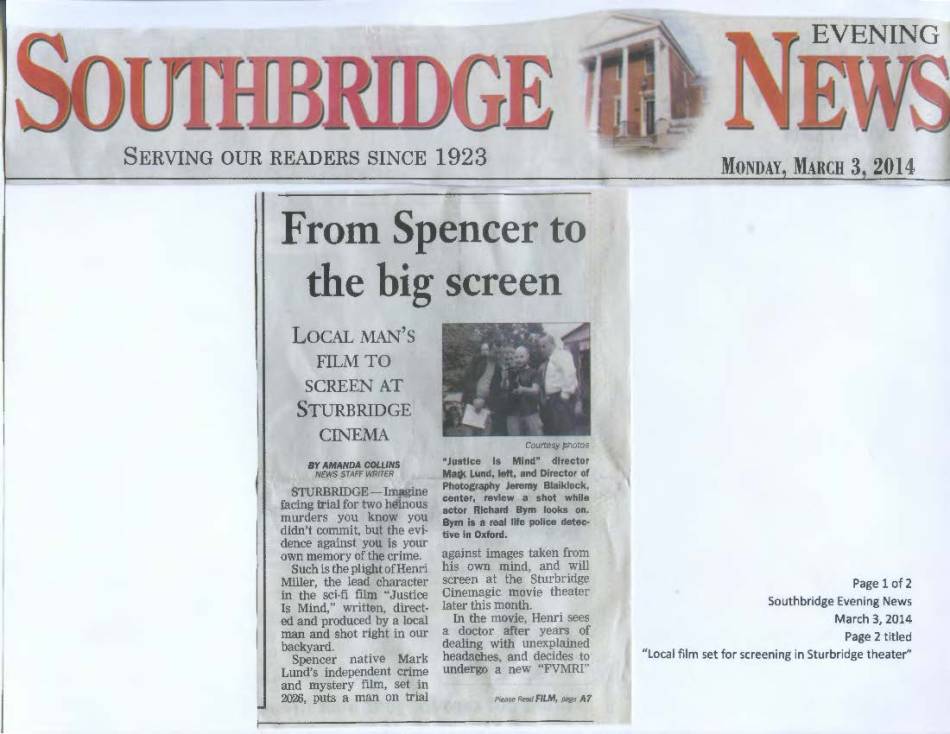 SOUTHBRIDGE
EVENING
NEWS
SERVING OUR READERS SINCE 1923
MONDAY, MARCH 3, 2014
From Spencer to
the big screen
LOCAL MAN'S
FILM TO
SCREEN AT
STURBRIDGE
CINEMA
BY AMANDA COLLINS
NEWS STAFF WRITER
STURBRIDGE — Imagine
facing trial for two heinous
murders you know you
didn't commit, but the evi-
dence against you is your
own memory of the crime.
Such is the plight of Henri
Miller, the lead character
in the sci-fi film "Justice
Is Mind," written, direct-
ed and produced by a local
man and shot right in our
backyard.
Spencer native Mark
Lund's independent crime
and mystery film, set in
2026, puts a man on trial
Courtesy photos
"Justice Is Mind" director
Mark Lund, left, and Director of
Photography Jeremy Blaiklock,
center, review a shot while
actor Richard Bym looks on.
Bym is a real life police detec-
tive in Oxford.
against images taken from
his own mind, and will
screen at the Sturbridge
Cinemagic movie theater
later this month.
In the movie, Henri sees
a doctor after years of
dealing with unexplained
headaches, and decides to
undergo a new "FVMRI"
Please Read FILM, page A7
Page 1 of 2
Southbridge Evening News
March 3, 2014
Page 2 titled
"Local film set for screening in Sturbridge theater"